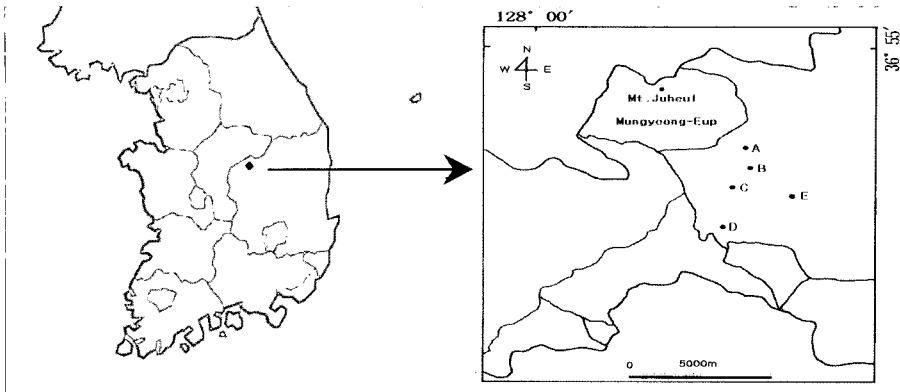 128° 00′
36° 55′
N
W E
S
Mt.Juheul
Mungyeong-Eup
A
B
C
E
D
0 5000m